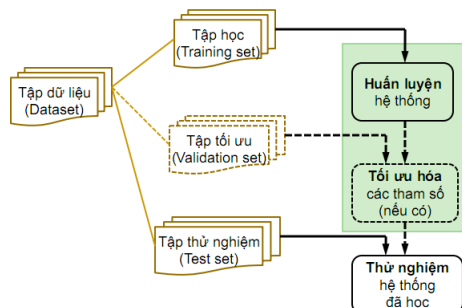 Tập học
(Training set)
Tập dữ liệu
(Dataset)
Tập tối ưu
(Validation set)
Tập thử nghiệm
(Test set)
Huấn luyện
hệ thống
Tối ưu hóa
các tham số
(nếu có)
Thử nghiệm
hệ thống
đã học